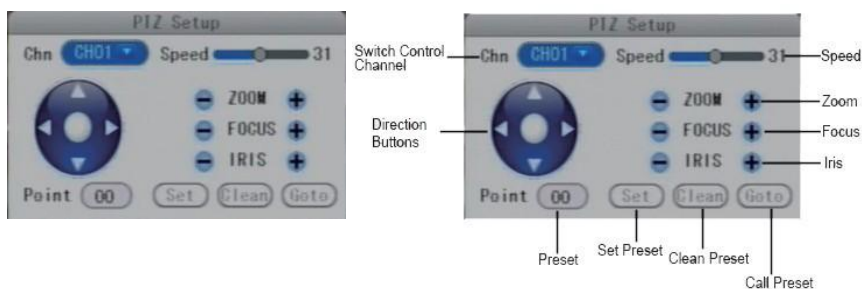 PTZ Setup
Chn CH01 Speed 31
ZOOM
FOCUS
IRIS
Point 00 Set Clean Goto
PTZ Setup
Switch Control
Channel
Chn CH01 Speed 31 Speed
ZOOM Zoom
Direction
Buttons
FOCUS Focus
IRIS Iris
Point 00 Set Clean Goto
Preset Set Preset Clean Preset
Call Preset